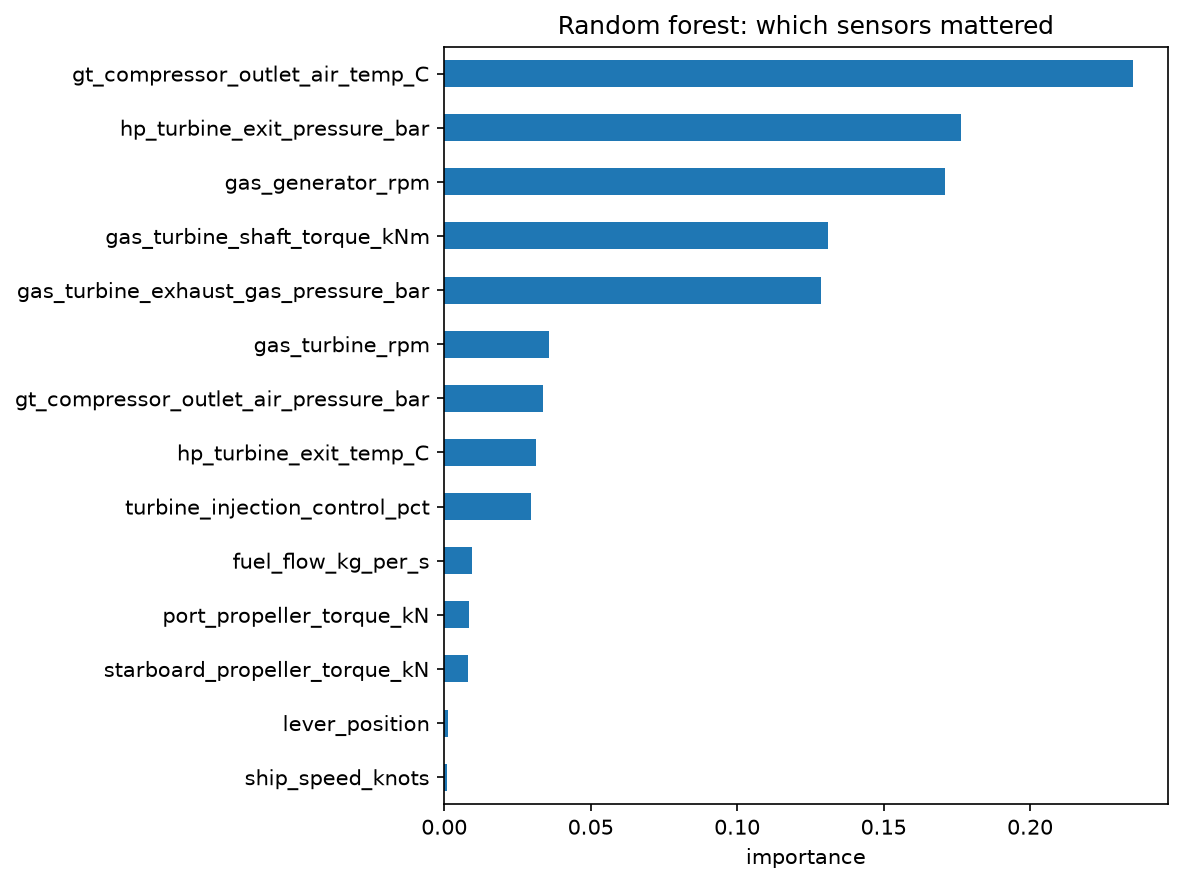 Random forest: which sensors mattered
gt_compressor_outlet_air_temp_C
hp_turbine_exit_pressure_bar
gas_generator_rpm
gas_turbine_shaft_torque_kNm
gas_turbine_exhaust_gas_pressure_bar
gas_turbine_rpm
gt_compressor_outlet_air_pressure_bar
hp_turbine_exit_temp_C
turbine_injection_control_pct
fuel_flow_kg_per_s
port_propeller_torque_kN
starboard_propeller_torque_kN
lever_position
ship_speed_knots
0.00 0.05 0.10 0.15 0.20
importance